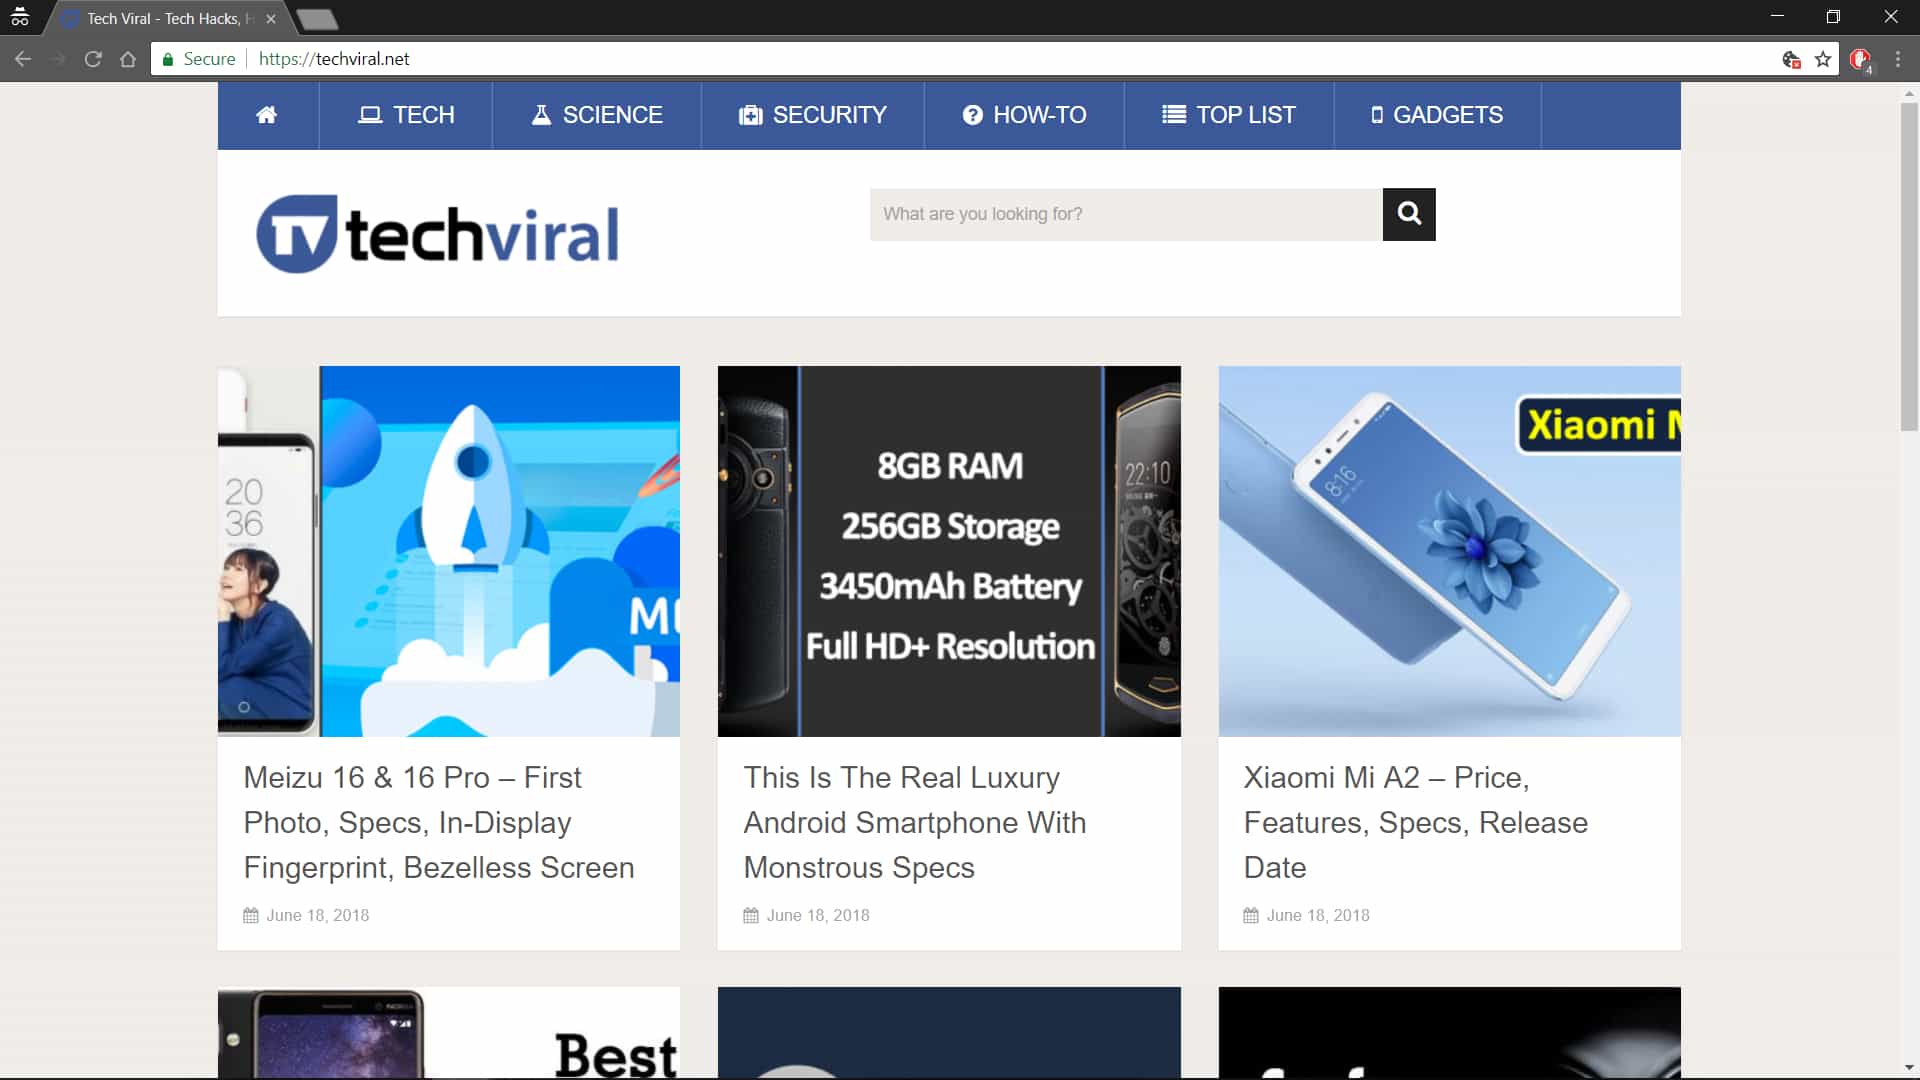 Tech Viral - Tech Hacks, H
Secure
https://techviral.net
4
TECH
SCIENCE
SECURITY
HOW-TO
TOP LIST
GADGETS
TV techviral
What are you looking for?
20
36
8GB RAM
256GB Storage
3450mAh Battery
Full HD+ Resolution
22:10
8:16
Xiaomi M
Meizu 16 & 16 Pro – First
Photo, Specs, In-Display
Fingerprint, Bezelless Screen
June 18, 2018
This Is The Real Luxury
Android Smartphone With
Monstrous Specs
June 18, 2018
Xiaomi Mi A2 – Price,
Features, Specs, Release
Date
June 18, 2018
NOKIA
Best